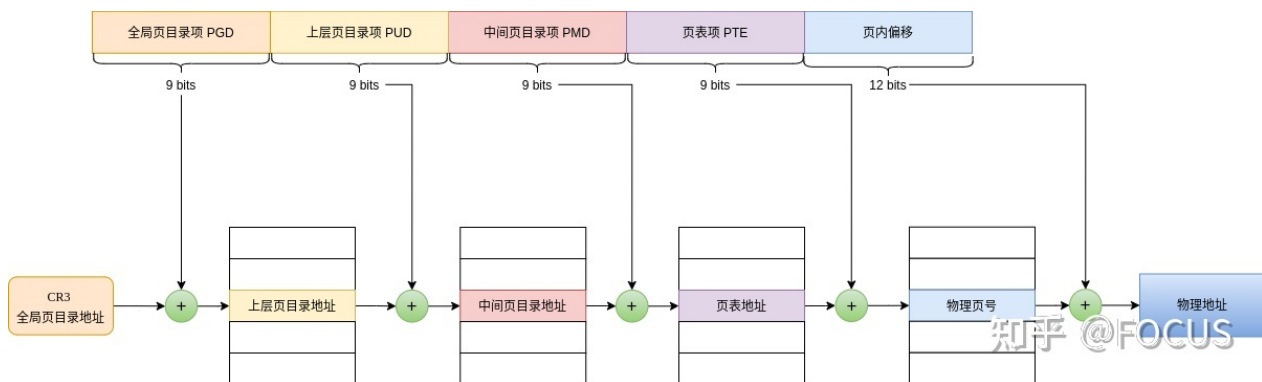 全局页目录项 PGD
上层页目录项 PUD
中间页目录项 PMD
页表项 PTE
页内偏移
9 bits
9 bits
9 bits
9 bits
12 bits
CR3
全局页目录地址
+
上层页目录地址
+
中间页目录地址
+
页表地址
+
物理页号
+
物理地址
知乎 @FOCUS